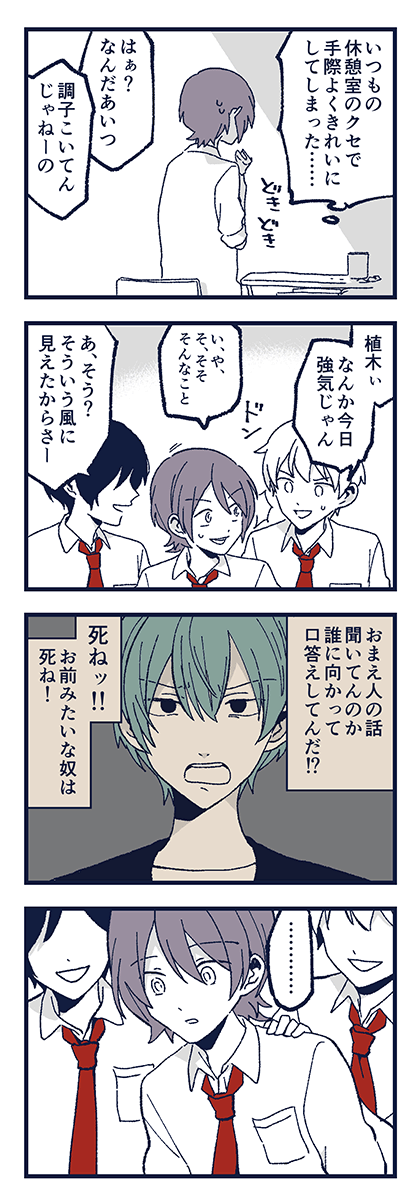 いつもの
休憩室のクセで
手際よくきれいに
してしまった……
どき
どき
はぁ?
なんだあいつ
調子こいてん
じゃねーの
植木ぃ
なんか今日
強気じゃん
ドン
い、や、
そ、そそ
そんなこと
あ、そう?
そういう風に
見えたからさー
おまえ人の話
聞いてんのか
誰に向かって
口答えしてんだ!?
死ねッ!!
お前みたいな奴は
死ね!
………